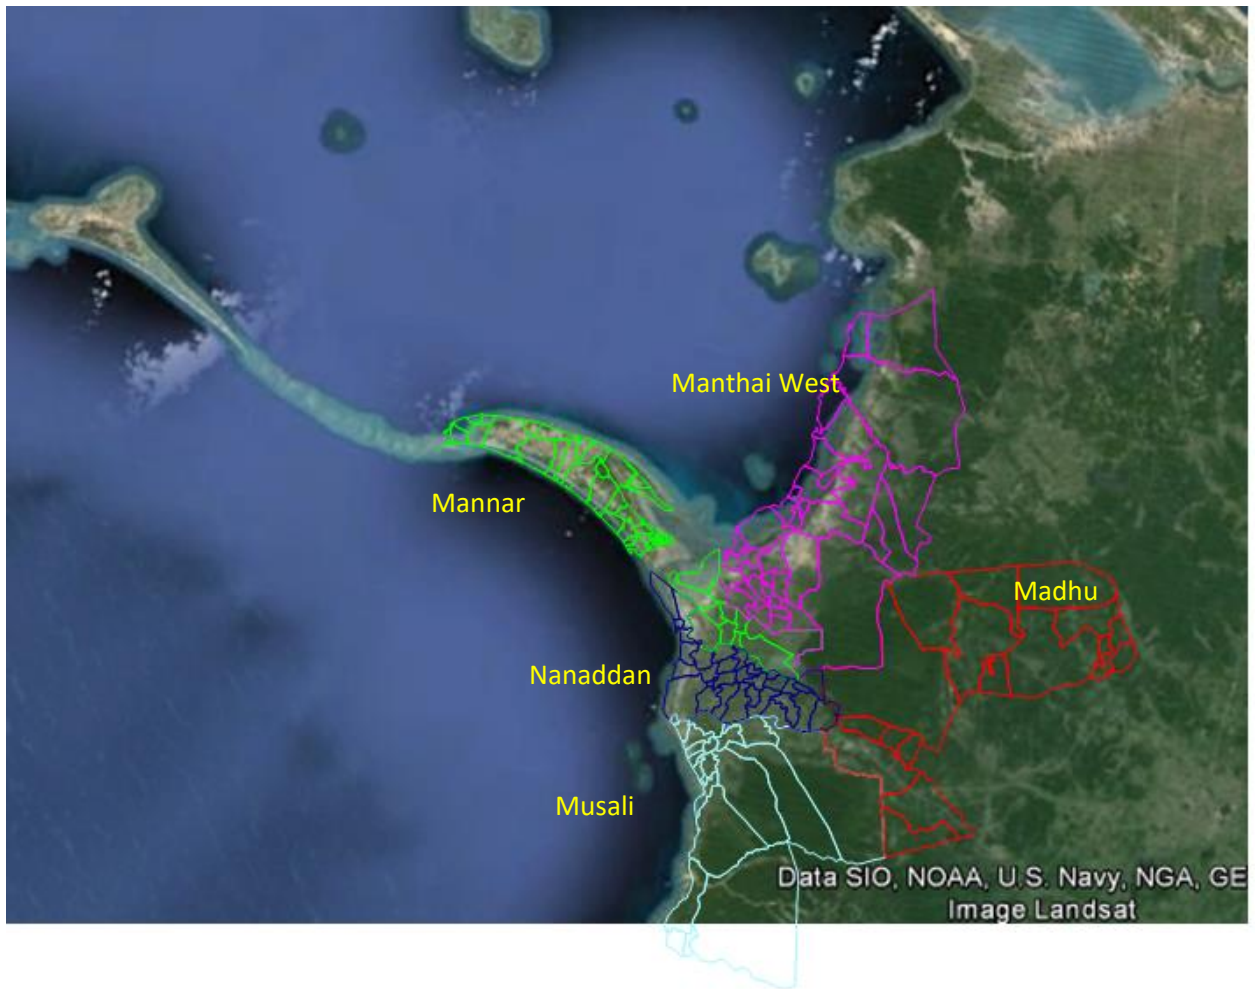 Manthai West
Mannar
Madhu
Nanaddan
Musali
Data SIO, NOAA, U.S. Navy, NGA, GE
Image Landsat